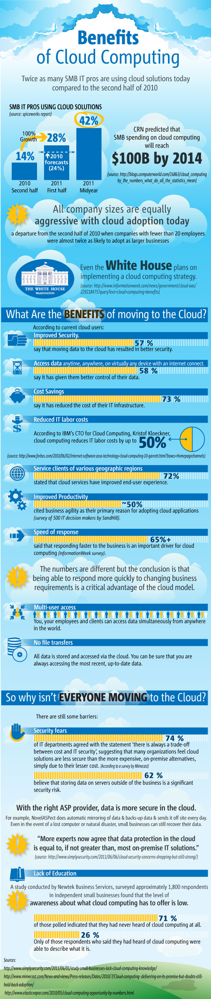 Benefits
of Cloud Computing
Twice as many SMB IT pros are using cloud solutions today
compared to the second half of 2010
SMB IT PROS USING CLOUD SOLUTIONS
(source: spiceworks report)
42%
100%
Growth
28%
14%
2010
forecasts
(24%)
2010
Second half
2011
First half
2011
Midyear
CRN predicted that
SMB spending on cloud computing
will reach
$100B by 2014
(source: http://blogs.computerworld.com/16863/cloud_computing
by_the_numbers_what_do_all_the_statistics_mean)
All company sizes are equally
aggressive with cloud adoption today
a departure from the second half of 2010 when companies with fewer than 20 employees
were almost twice as likely to adopt as larger businesses
THE WHITE HOUSE
WASHINGTON
Even the White House plans on
implementing a cloud computing strategy.
(source: http://www.informationweek.com/news/government/cloud-aas/
229218475?queryText=cloud+computing+benefits)
What Are the BENEFITS of moving to the Cloud?
According to current cloud users:
Improved Security.
57 %
say that moving data to the cloud has resulted in better security.
Access data anytime, anywhere, on virtually any device with an internet connect.
58 %
say it has given them better control of their data.
Cost Savings
73 %
say it has reduced the cost of their IT infrastructure.
Reduced IT labor costs
According to IBM's CTO for Cloud Computing, Kristof Kloeckner,
cloud computing reduces IT labor costs by up to 50%
(source: http://www.forbes.com/2010/06/02/internet-software-zeus-technology-cloud-computing-10-garrett.html?boxes=Homepagechannels)
Service clients of various geographic regions
72%
stated that cloud services have improved end-user experience.
Improved Productivity
~50%
cited business agility as their primary reason for adopting cloud applications
(survey of 500 IT decision makers by SandHill).
Speed of response
65%+
said that responding faster to the business is an important driver for cloud
computing (InformationWeek survey).
The numbers are different but the conclusion is that
being able to respond more quickly to changing business
requirements is a critical advantage of the cloud model.
Multi-user access
You, your employees and clients can access data simultaneously from anywhere
in the world.
No file transfers
All data is stored and accessed via the cloud. You can be sure that you are
always accessing the most recent, up-to-date data.
So why isn't EVERYONE MOVING to the Cloud?
There are still some barriers:
Security fears
74 %
of IT departments agreed with the statement 'there is always a trade-off
between cost and IT security', suggesting that many organizations feel cloud
solutions are less secure than the more expensive, on-premise alternatives,
simply due to their lesser cost. (According to a survey by Mimecast)
62 %
believe that storing data on servers outside of the business is a significant
security risk.
With the right ASP provider, data is more secure in the cloud.
For example, NovelASPect does automatic mirroring of data & backs-up data & sends it off site every day.
Even in the event of a lost computer or natural disaster, small businesses can still recover their data.
"More experts now agree that data protection in the cloud
is equal to, if not greater than, most on-premise IT solutions."
(source: http://www.simplysecurity.com/2011/06/06/cloud-security-concerns-dropping-but-still-strong/)
Lack of Education
A study conducted by Newtek Business Services, surveyed approximately 1,800 respondents
in independent small businesses found that the level of
awareness about what cloud computing has to offer is low.
71 %
of those polled indicated that they had never heard of cloud computing at all.
26 %
Only of those respondents who said they had heard of cloud computing were
able to describe what it is.
Sources:
http://www.simplysecurity.com/2011/06/01/study-small-businesses-lack-cloud-computing-knowledge/
http://www.mimecast.com/News-and-views/Press-releases/Dates/2010/7/Cloud-computing- delivering-on-its-promise-but-doubts-still-
hold-back-adoption/
http://www.elasticvapor.com/2010/05/cloud-computing-opportunity-by-numbers.html